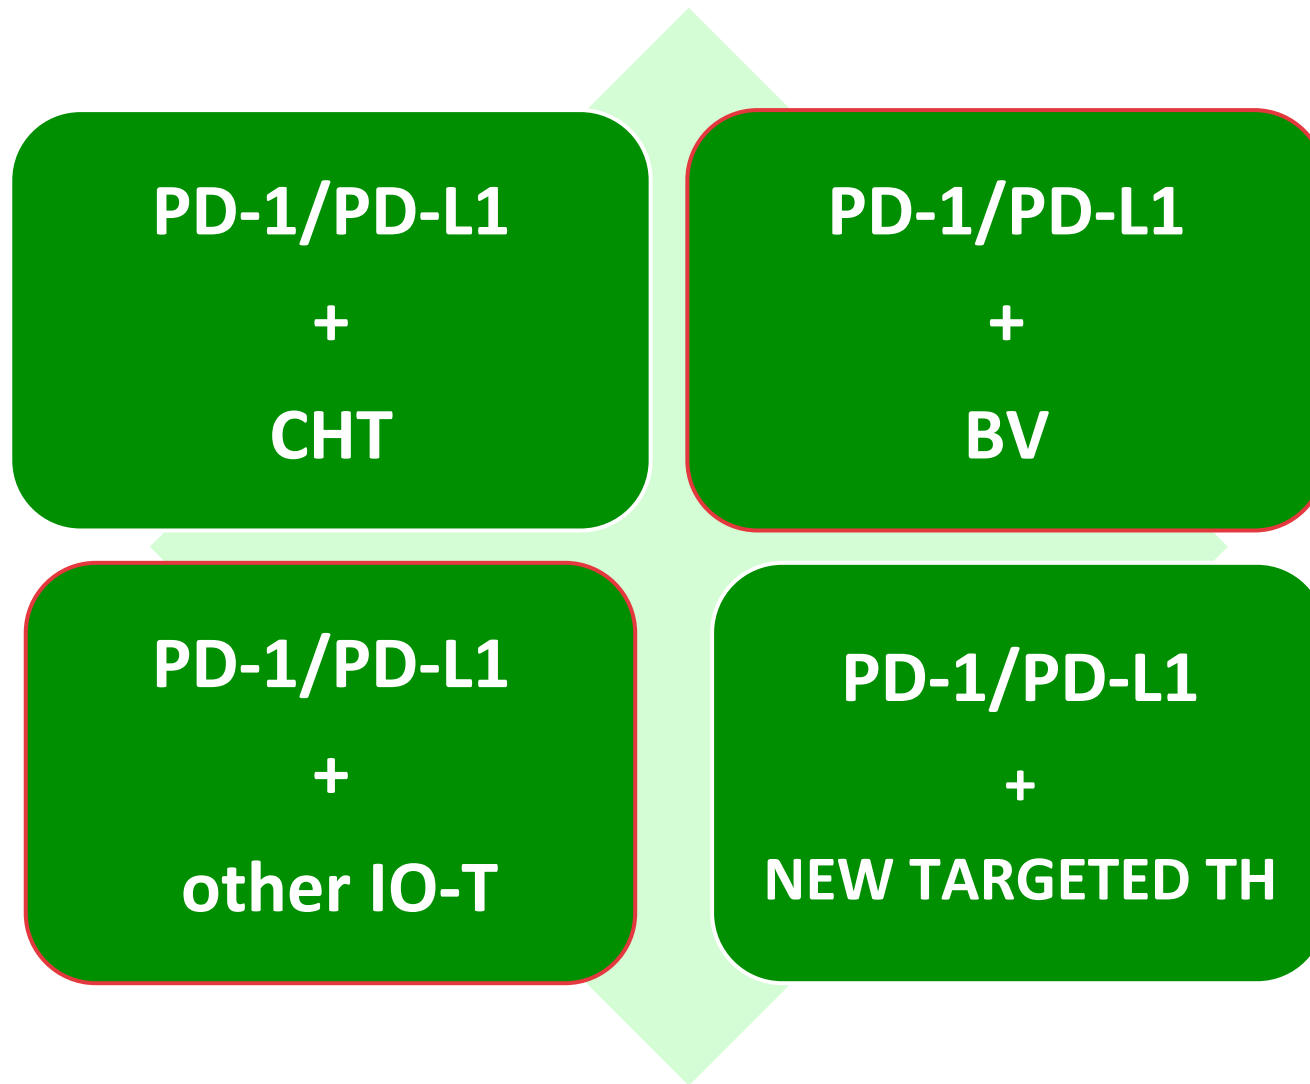 PD-1/PD-L1
+
CHT
PD-1/PD-L1
+
BV
PD-1/PD-L1
+
other IO-T
PD-1/PD-L1
+
NEW TARGETED TH